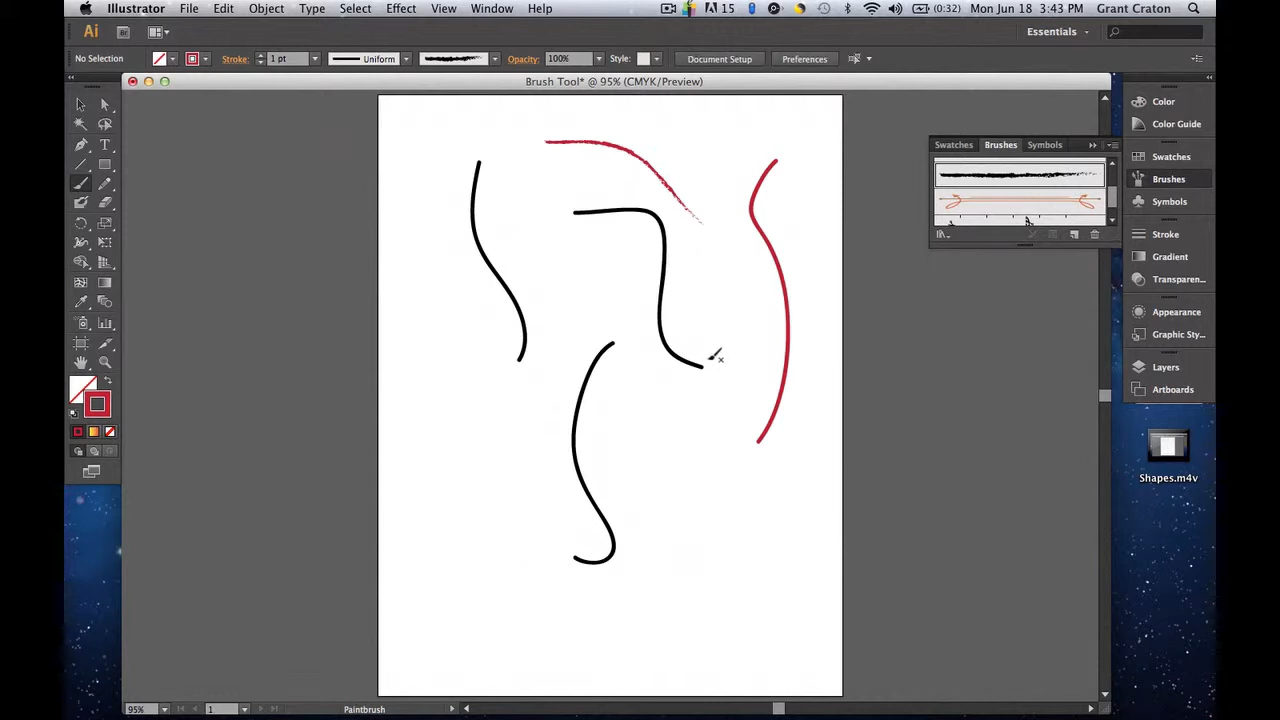 Illustrator File Edit Object Type Select Effect View Window Help 15 (0:32) Mon Jun 18 3:43 PM Grant Craton
Ai Br Essentials
No Selection Stroke: 1 pt Uniform Opacity: 100% Style: Document Setup Preferences
Brush Tool* @ 95% (CMYK/Preview)
Color
Color Guide
Swatches Brushes Symbols
Swatches
Brushes
Symbols
Stroke
Gradient
Transparen...
Appearance
Graphic Sty...
Layers
Artboards
Shapes.m4v
95% 1 Paintbrush